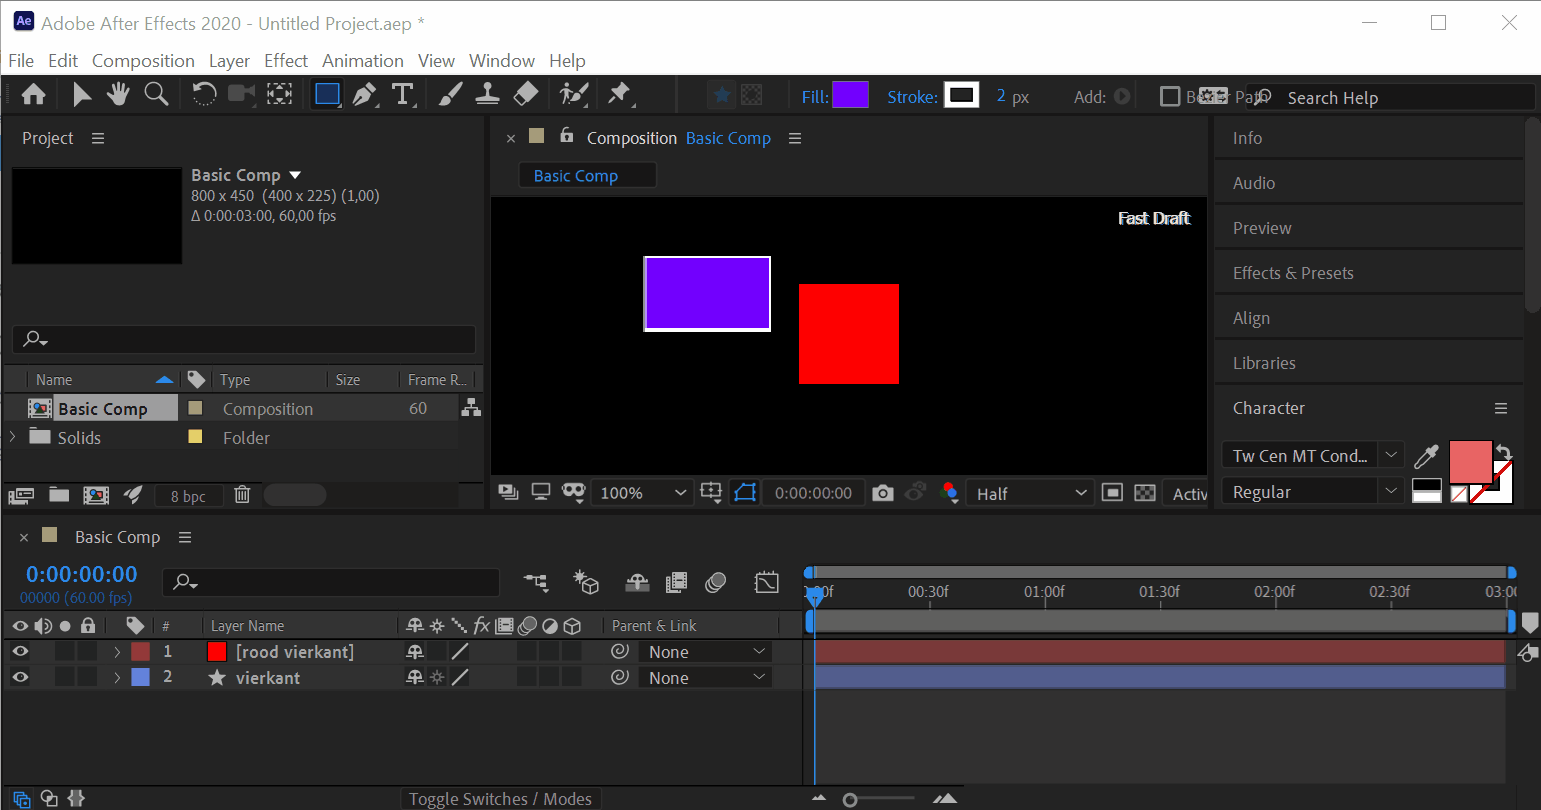 Ae Adobe After Effects 2020 - Untitled Project.aep *
File Edit Composition Layer Effect Animation View Window Help
Fill: Stroke: 2 px Add: Path Search Help
Project
Basic Comp
800 x 450 (400 x 225) (1,00)
Δ 0:00:03:00, 60,00 fps
Name Type Size Frame R...
Basic Comp Composition 60
Solids Folder
8 bpc
× Composition Basic Comp
Basic Comp
Fast Draft
100% 0:00:00:00 Half Activ
Info
Audio
Preview
Effects & Presets
Align
Libraries
Character
Tw Cen MT Cond...
Regular
× Basic Comp
0:00:00:00
00000 (60.00 fps)
00f 00:30f 01:00f 01:30f 02:00f 02:30f 03:00
# Layer Name fx Parent & Link
1 [rood vierkant] None
2 vierkant None
Toggle Switches / Modes